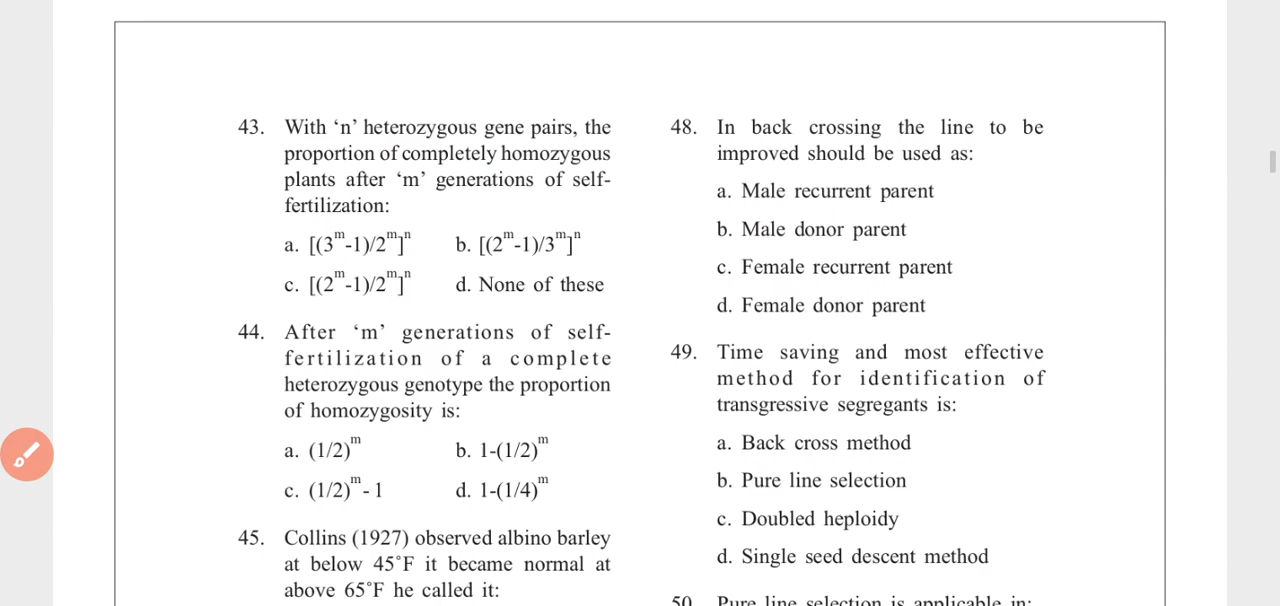 43. With ‘n’ heterozygous gene pairs, the
proportion of completely homozygous
plants after ‘m’ generations of self-
fertilization:
a. [(3^m-1)/2^m]^n b. [(2^m-1)/3^m]^n
c. [(2^m-1)/2^m]^n d. None of these
44. After ‘m’ generations of self-
fertilization of a complete
heterozygous genotype the proportion
of homozygosity is:
a. (1/2)^m b. 1-(1/2)^m
c. (1/2)^m - 1 d. 1-(1/4)^m
45. Collins (1927) observed albino barley
at below 45°F it became normal at
above 65°F he called it:
48. In back crossing the line to be
improved should be used as:
a. Male recurrent parent
b. Male donor parent
c. Female recurrent parent
d. Female donor parent
49. Time saving and most effective
method for identification of
transgressive segregants is:
a. Back cross method
b. Pure line selection
c. Doubled heploidy
d. Single seed descent method
50. Pure line selection is applicable in: